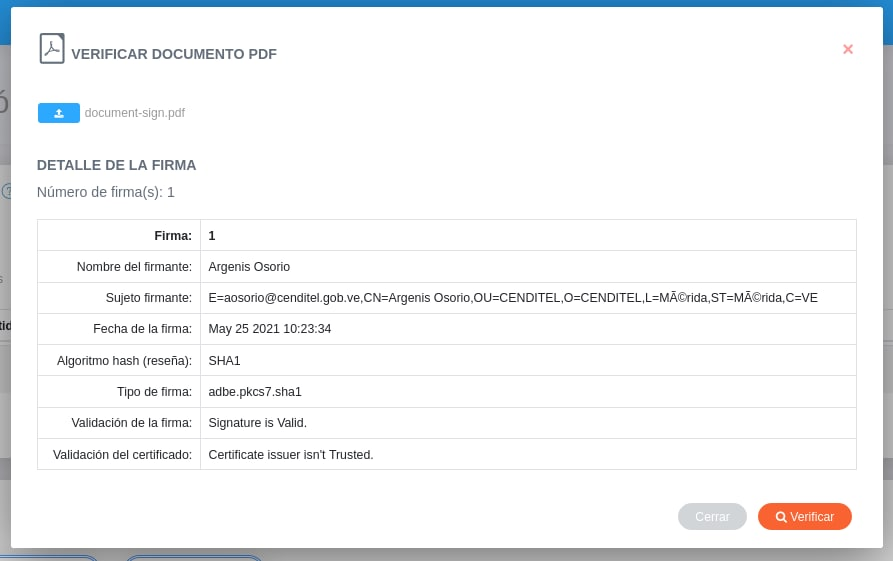 VERIFICAR DOCUMENTO PDF
×
document-sign.pdf
DETALLE DE LA FIRMA
Número de firma(s): 1
Firma: 1
Nombre del firmante: Argenis Osorio
Sujeto firmante: E=aosorio@cenditel.gob.ve,CN=Argenis Osorio,OU=CENDITEL,O=CENDITEL,L=MÃ©rida,ST=MÃ©rida,C=VE
Fecha de la firma: May 25 2021 10:23:34
Algoritmo hash (reseña): SHA1
Tipo de firma: adbe.pkcs7.sha1
Validación de la firma: Signature is Valid.
Validación del certificado: Certificate issuer isn't Trusted.
Cerrar
Verificar